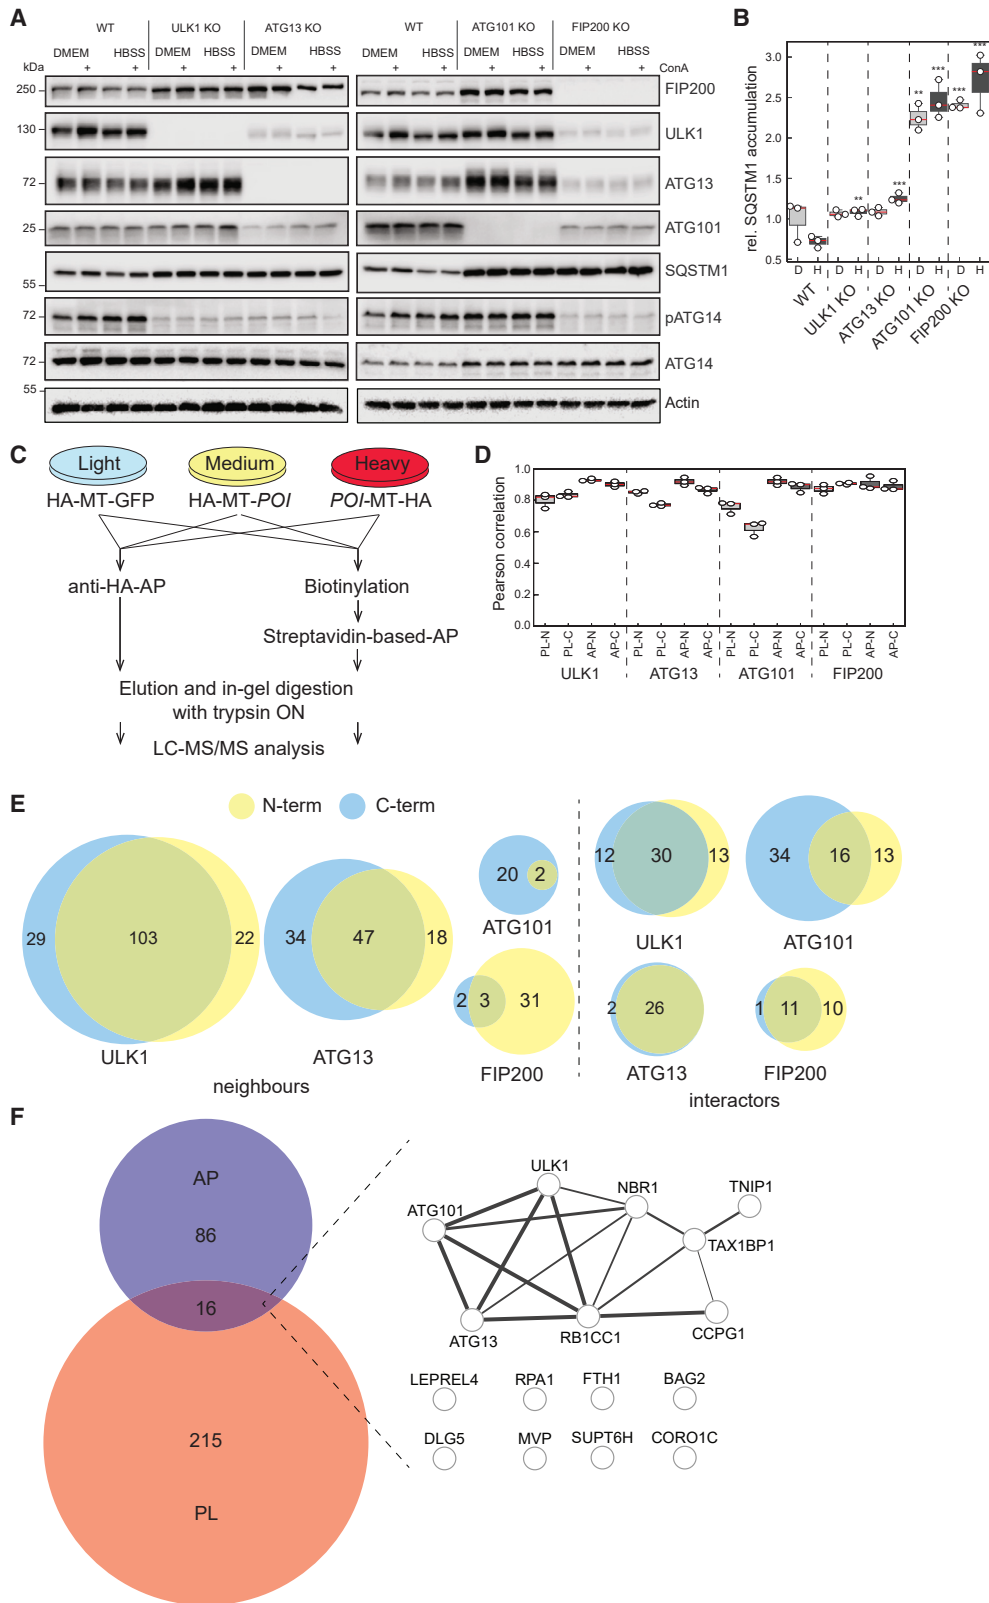 A
WT ULK1 KO ATG13 KO WT ATG101 KO FIP200 KO
DMEM HBSS DMEM HBSS DMEM HBSS DMEM HBSS DMEM HBSS DMEM HBSS
kDa + + + + + + + + + + + + ConA
250 FIP200
130 ULK1
72 ATG13
25 ATG101
SQSTM1
55
72 pATG14
72 ATG14
55
Actin
B
rel. SQSTM1 accumulation
3.0
2.5
2.0
1.5
1.0
0.5
** *** ** *** *** ***
D H D H D H D H D H
WT ULK1 KO ATG13 KO ATG101 KO FIP200 KO
C
Light Medium Heavy
HA-MT-GFP HA-MT-POI POI-MT-HA
anti-HA-AP Biotinylation
Streptavidin-based-AP
Elution and in-gel digestion
with trypsin ON
LC-MS/MS analysis
D
Pearson correlation
1.0
0.8
0.6
0.4
0.2
0.0
PL-N PL-C AP-N AP-C PL-N PL-C AP-N AP-C PL-N PL-C AP-N AP-C PL-N PL-C AP-N AP-C
ULK1 ATG13 ATG101 FIP200
E
N-term C-term
29 103 22
ULK1
34 47 18
ATG13
20 2
ATG101
2 3 31
FIP200
neighbours
12 30 13
ULK1
34 16 13
ATG101
2 26
ATG13
1 11 10
FIP200
interactors
F
AP
86
16
215
PL
ULK1
NBR1
TNIP1
ATG101
TAX1BP1
ATG13
RB1CC1
CCPG1
LEPREL4 RPA1 FTH1 BAG2
DLG5 MVP SUPT6H CORO1C